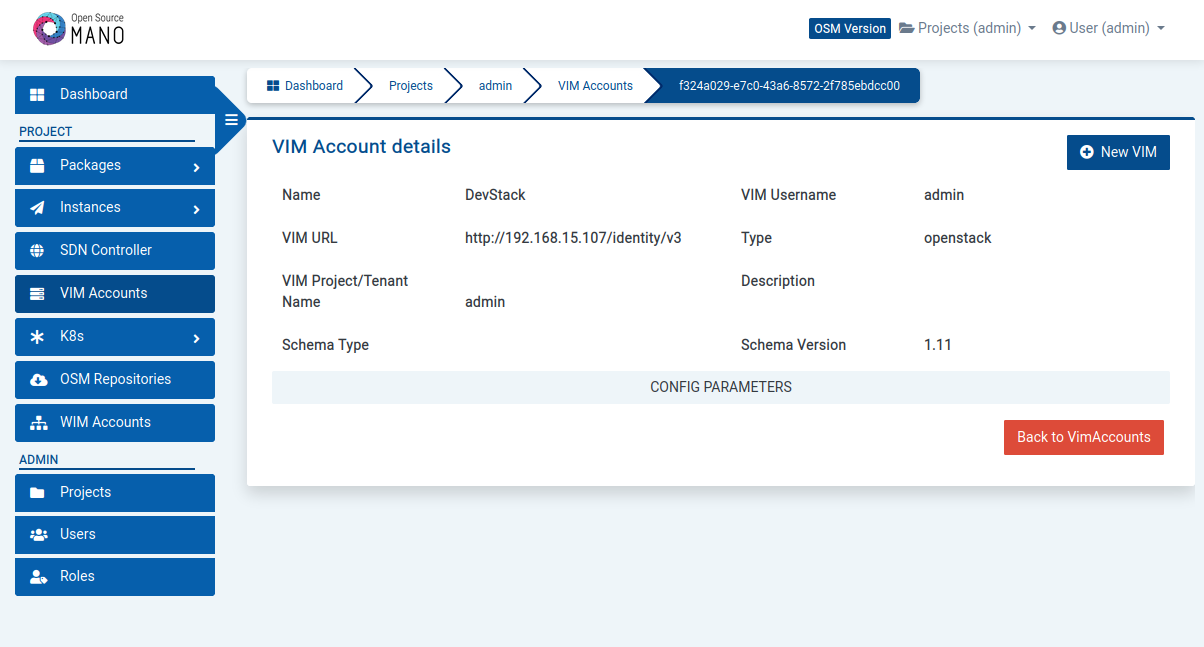 Open Source
MANO
OSM Version
Projects (admin)
User (admin)
Dashboard
PROJECT
Packages
Instances
SDN Controller
VIM Accounts
K8s
OSM Repositories
WIM Accounts
ADMIN
Projects
Users
Roles
Dashboard Projects admin VIM Accounts f324a029-e7c0-43a6-8572-2f785ebdcc00
VIM Account details
New VIM
Name DevStack VIM Username admin
VIM URL http://192.168.15.107/identity/v3 Type openstack
VIM Project/Tenant Description
Name admin
Schema Type Schema Version 1.11
CONFIG PARAMETERS
Back to VimAccounts